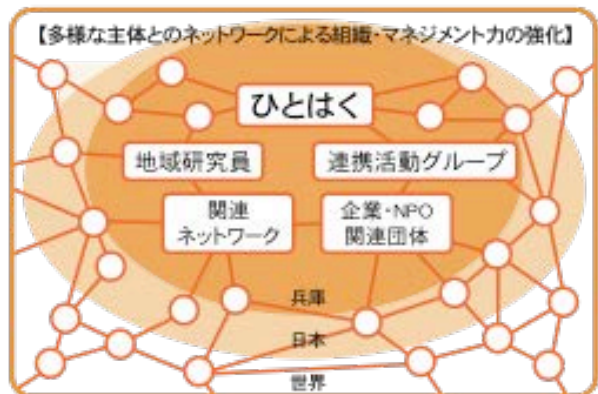 【多様な主体とのネットワークによる組織・マネジメント力の強化】
ひとはく
地域研究員
連携活動グループ
関連
ネットワーク
企業・NPO
関連団体
兵庫
日本
世界